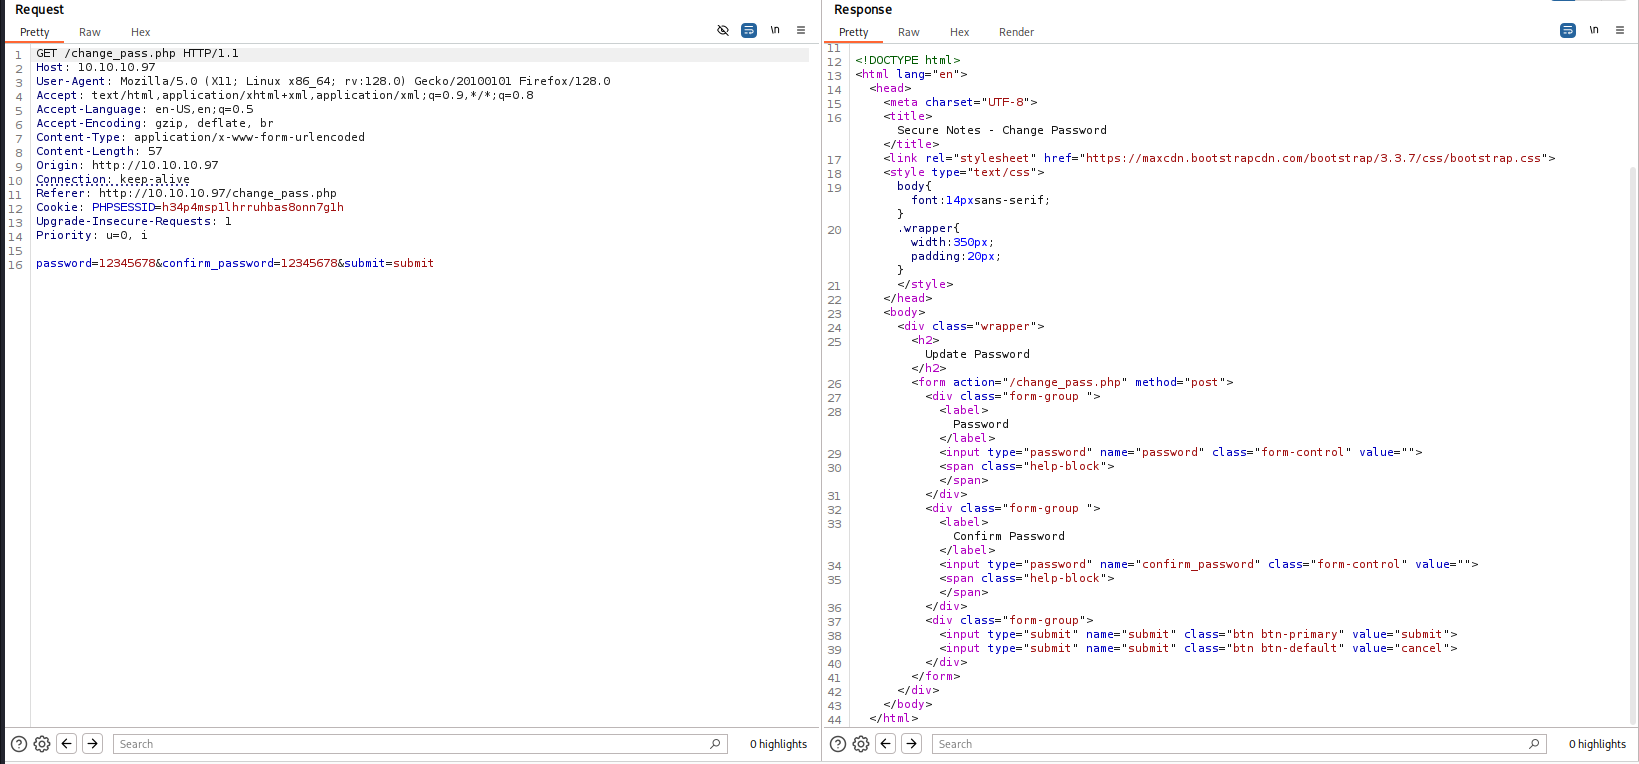 Request
Pretty Raw Hex
\n
1 GET /change_pass.php HTTP/1.1
2 Host: 10.10.10.97
3 User-Agent: Mozilla/5.0 (X11; Linux x86_64; rv:128.0) Gecko/20100101 Firefox/128.0
4 Accept: text/html,application/xhtml+xml,application/xml;q=0.9,*/*;q=0.8
5 Accept-Language: en-US,en;q=0.5
6 Accept-Encoding: gzip, deflate, br
7 Content-Type: application/x-www-form-urlencoded
8 Content-Length: 57
9 Origin: http://10.10.10.97
10 Connection: keep-alive
11 Referer: http://10.10.10.97/change_pass.php
12 Cookie: PHPSESSID=h34p4msp1lhrruhbas8onn7g1h
13 Upgrade-Insecure-Requests: 1
14 Priority: u=0, i
15
16 password=12345678&confirm_password=12345678&submit=submit
Search
0 highlights
Response
Pretty Raw Hex Render
\n
11
12 <!DOCTYPE html>
13 <html lang="en">
14 <head>
15 <meta charset="UTF-8">
16 <title>
Secure Notes - Change Password
</title>
17 <link rel="stylesheet" href="https://maxcdn.bootstrapcdn.com/bootstrap/3.3.7/css/bootstrap.css">
18 <style type="text/css">
19 body{
font:14pxsans-serif;
}
20 .wrapper{
width:350px;
padding:20px;
}
21 </style>
22 </head>
23 <body>
24 <div class="wrapper">
25 <h2>
Update Password
</h2>
26 <form action="/change_pass.php" method="post">
27 <div class="form-group ">
28 <label>
Password
</label>
29 <input type="password" name="password" class="form-control" value="">
30 <span class="help-block">
</span>
31 </div>
32 <div class="form-group ">
33 <label>
Confirm Password
</label>
34 <input type="password" name="confirm_password" class="form-control" value="">
35 <span class="help-block">
</span>
36 </div>
37 <div class="form-group">
38 <input type="submit" name="submit" class="btn btn-primary" value="submit">
39 <input type="submit" name="submit" class="btn btn-default" value="cancel">
40 </div>
41 </form>
42 </div>
43 </body>
44 </html>
Search
0 highlights